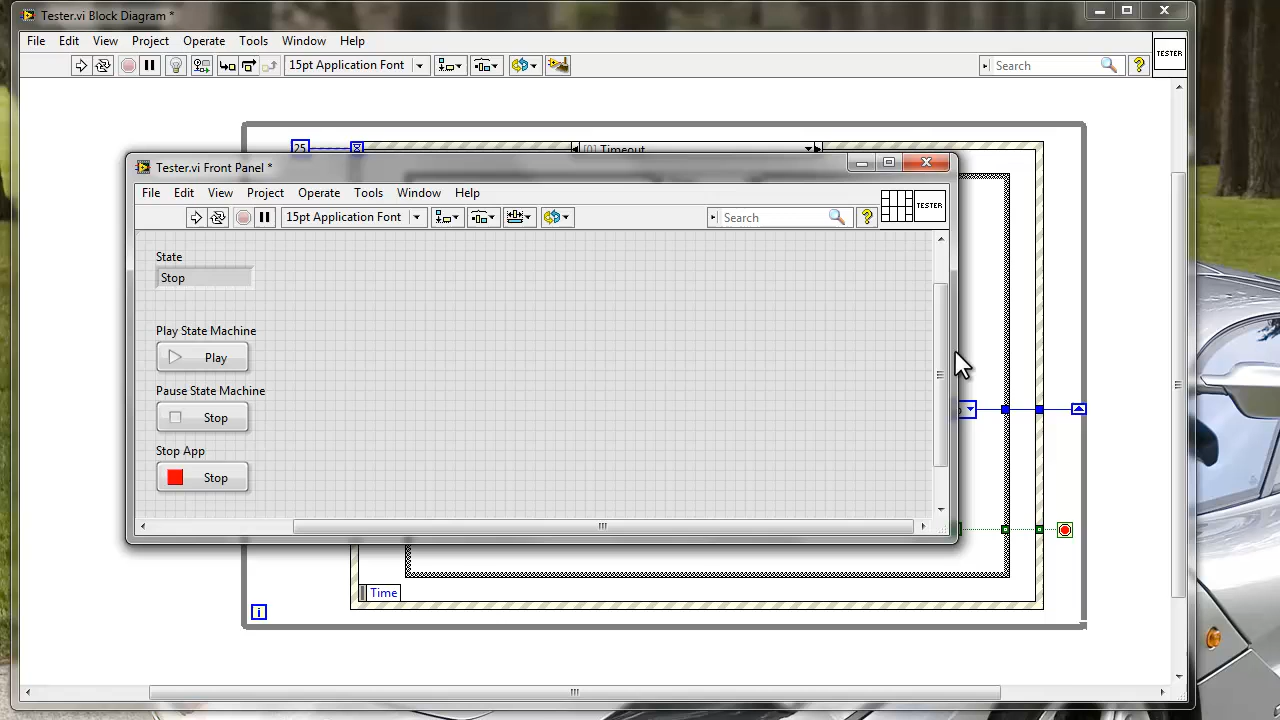 Tester.vi Block Diagram *
File Edit View Project Operate Tools Window Help
15pt Application Font
Search
?
TESTER
25
[0] Timeout
Tester.vi Front Panel *
File Edit View Project Operate Tools Window Help
15pt Application Font
Search
?
TESTER
State
Stop
Play State Machine
Play
Pause State Machine
Stop
Stop App
Stop
Time
i